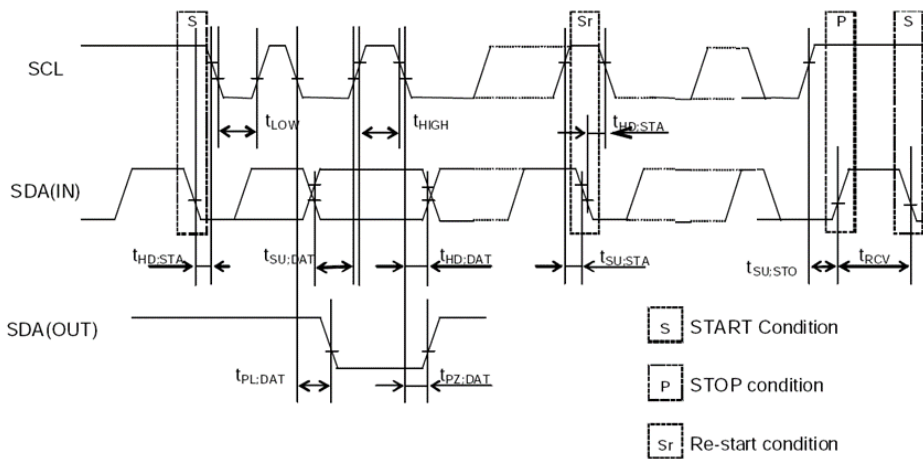 S
Sr
P
S
SCL
tLOW
tHIGH
tHD;STA
SDA(IN)
tHD;STA
tSU;DAT
tHD;DAT
tSU;STA
tSU;STO
tRCV
SDA(OUT)
tPL;DAT
tPZ;DAT
S START Condition
P STOP condition
Sr Re-start condition